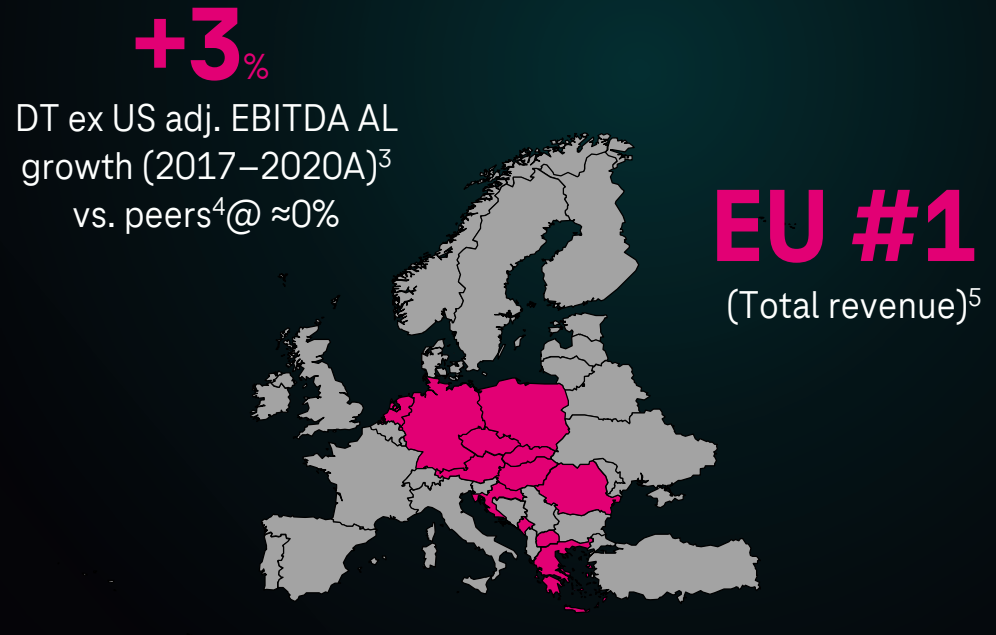 +3%
DT ex US adj. EBITDA AL
growth (2017–2020A)³
vs. peers⁴@ ≈0%
EU #1
(Total revenue)⁵